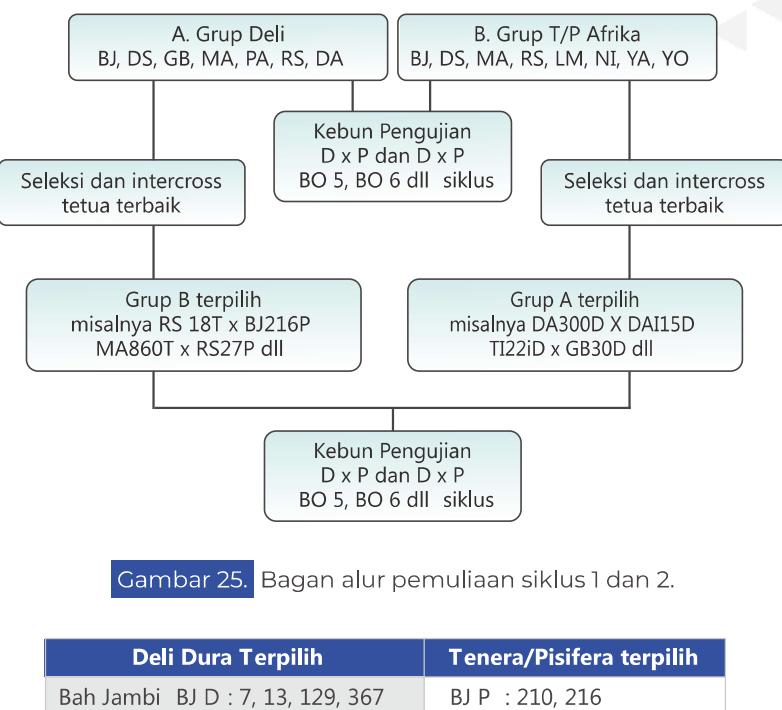 A. Grup Deli
BJ, DS, GB, MA, PA, RS, DA
B. Grup T/P Afrika
BJ, DS, MA, RS, LM, NI, YA, YO
Kebun Pengujian
D x P dan D x P
BO 5, BO 6 dll siklus
Seleksi dan intercross
tetua terbaik
Seleksi dan intercross
tetua terbaik
Grup B terpilih
misalnya RS 18T x BJ216P
MA860T x RS27P dll
Grup A terpilih
misalnya DA300D X DAI15D
TI22iD x GB30D dll
Kebun Pengujian
D x P dan D x P
BO 5, BO 6 dll siklus
Gambar 25. Bagan alur pemuliaan siklus 1 dan 2.
Deli Dura Terpilih Tenera/Pisifera terpilih
Bah Jambi BJ D : 7, 13, 129, 367 BJ P : 210, 216